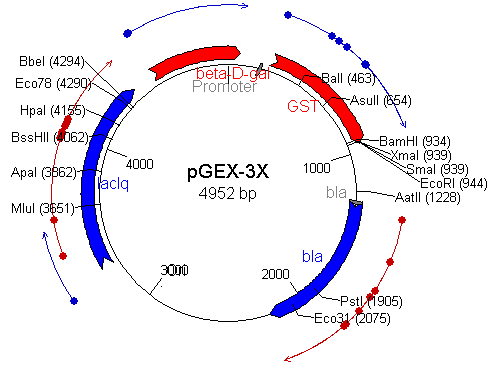 beta-D-gal
Promoter
BbeI (4294)
Eco78 (4290)
HpaI (4155)
BssHII (4062)
ApaI (3862)
MluI (3651)
BalI (463)
AsuII (654)
GST
BamHI (934)
XmaI (939)
SmaI (939)
EcoRI (944)
AatII (1228)
4000
1000
pGEX-3X
4952 bp
lacIq
bla
bla
3000
Ori
2000
PstI (1905)
Eco31 (2075)